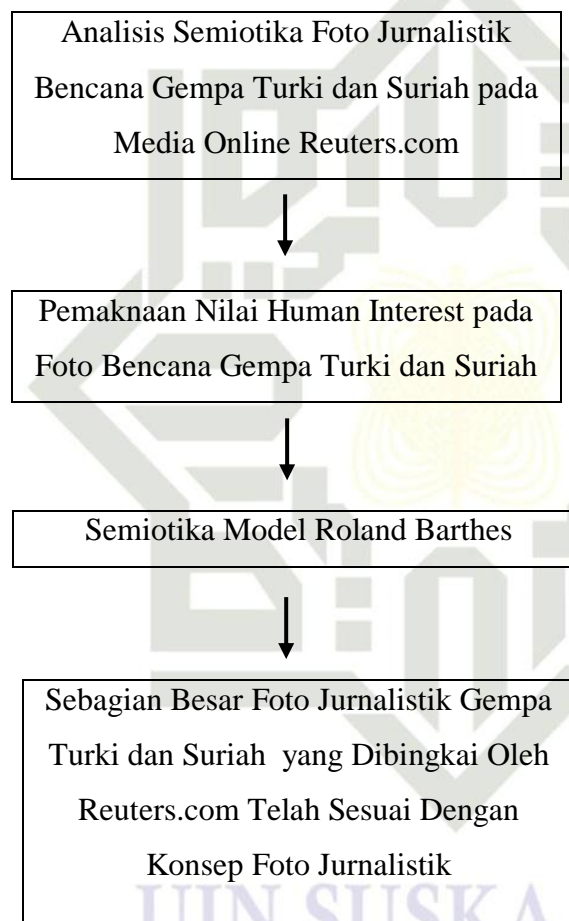 Analisis Semiotika Foto Jurnalistik
Bencana Gempa Turki dan Suriah pada
Media Online Reuters.com
Pemaknaan Nilai Human Interest pada
Foto Bencana Gempa Turki dan Suriah
Semiotika Model Roland Barthes
Sebagian Besar Foto Jurnalistik Gempa
Turki dan Suriah yang Dibingkai Oleh
Reuters.com Telah Sesuai Dengan
Konsep Foto Jurnalistik
UIN SUSKA